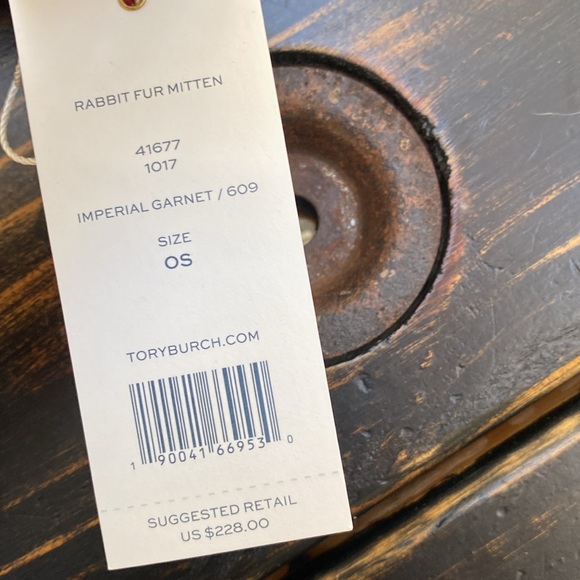 RABBIT FUR MITTEN
41677
1017
IMPERIAL GARNET / 609
SIZE
OS
TORYBURCH.COM
1 90041 66953 0
SUGGESTED RETAIL
US $228.00